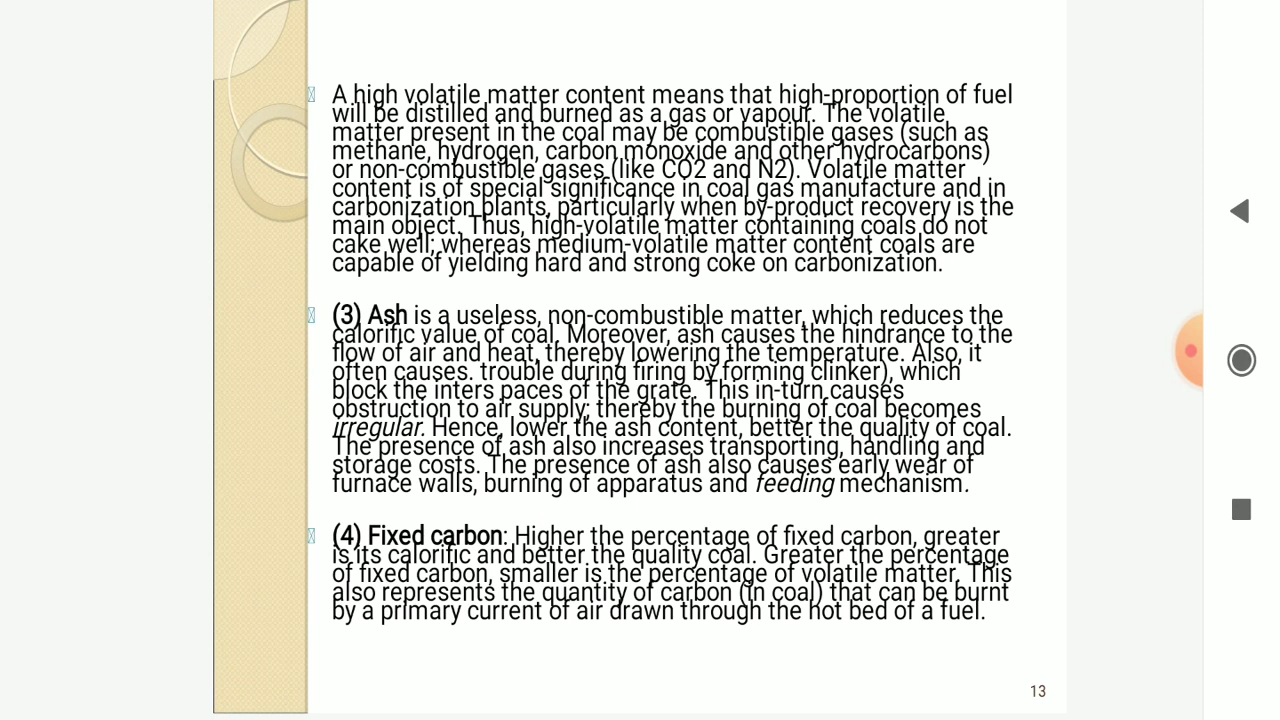 A high volatile matter content means that high-proportion of fuel
will be distilled and burned as a gas or vapour. The volatile
matter present in the coal may be combustible gases (such as
methane, hydrogen, carbon monoxide and other hydrocarbons)
or non-combustible gases (like CO2 and N2). Volatile matter
content is of special significance in coal gas manufacture and in
carbonization plants, particularly when by-product recovery is the
main object. Thus, high-volatile matter containing coals do not
cake well; whereas medium-volatile matter content coals are
capable of yielding hard and strong coke on carbonization.
(3) Ash is a useless, non-combustible matter, which reduces the
calorific value of coal. Moreover, ash causes the hindrance to the
flow of air and heat, thereby lowering the temperature. Also, it
often causes. trouble during firing by forming clinker), which
block the inters paces of the grate. This in-turn causes
obstruction to air supply; thereby the burning of coal becomes
irregular. Hence, lower the ash content, better the quality of coal.
The presence of ash also increases transporting, handling and
storage costs. The presence of ash also causes early wear of
furnace walls, burning of apparatus and feeding mechanism.
(4) Fixed carbon: Higher the percentage of fixed carbon, greater
is its calorific and better the quality coal. Greater the percentage
of fixed carbon, smaller is the percentage of volatile matter. This
also represents the quantity of carbon (in coal) that can be burnt
by a primary current of air drawn through the hot bed of a fuel.
13